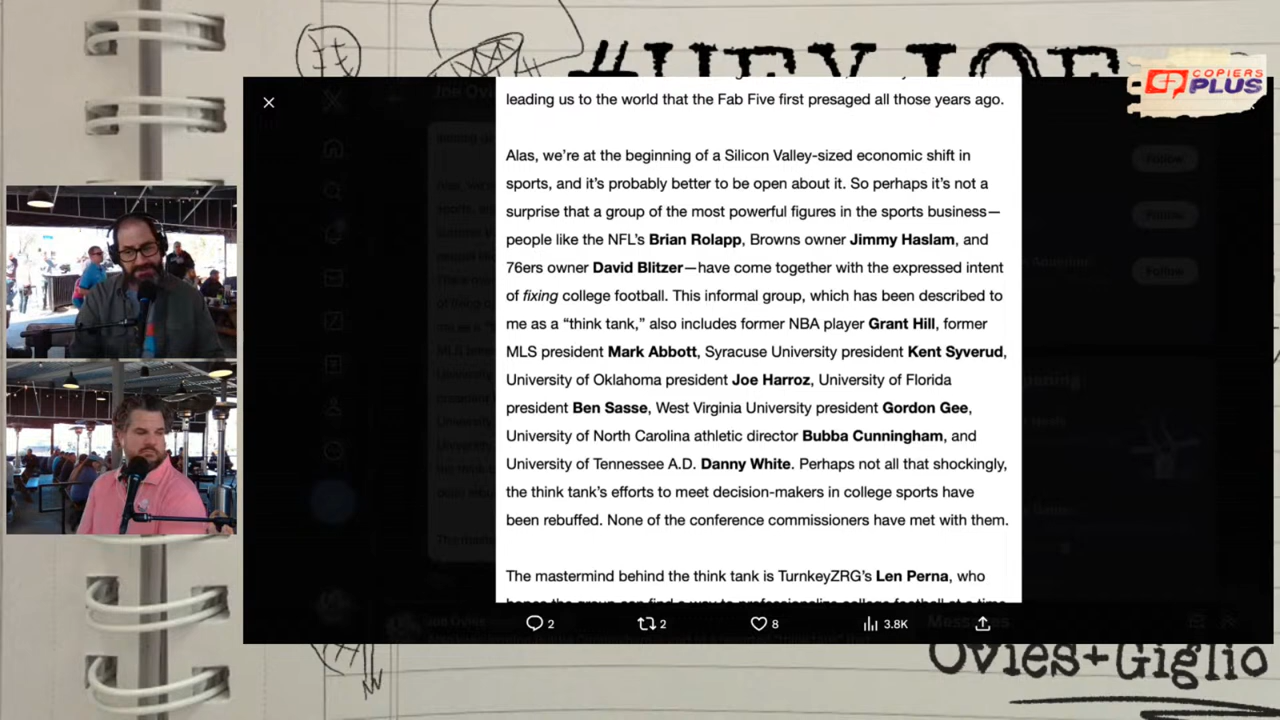 #HEY JOE
COPIERS
PLUS
leading us to the world that the Fab Five first presaged all those years ago.
Alas, we’re at the beginning of a Silicon Valley-sized economic shift in
sports, and it’s probably better to be open about it. So perhaps it’s not a
surprise that a group of the most powerful figures in the sports business—
people like the NFL’s Brian Rolapp, Browns owner Jimmy Haslam, and
76ers owner David Blitzer—have come together with the expressed intent
of fixing college football. This informal group, which has been described to
me as a “think tank,” also includes former NBA player Grant Hill, former
MLS president Mark Abbott, Syracuse University president Kent Syverud,
University of Oklahoma president Joe Harroz, University of Florida
president Ben Sasse, West Virginia University president Gordon Gee,
University of North Carolina athletic director Bubba Cunningham, and
University of Tennessee A.D. Danny White. Perhaps not all that shockingly,
the think tank’s efforts to meet decision-makers in college sports have
been rebuffed. None of the conference commissioners have met with them.
The mastermind behind the think tank is TurnkeyZRG’s Len Perna, who
2 2 8 3.8K
Follow
Follow
Follow
Joe Ovies
Messages
Ovies+Giglio